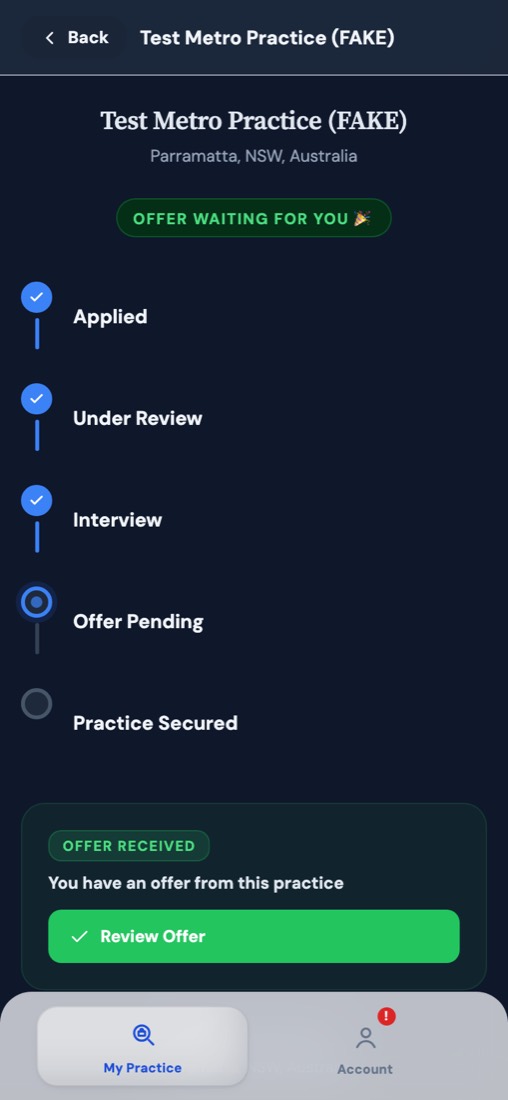 Back
Test Metro Practice (FAKE)
Test Metro Practice (FAKE)
Parramatta, NSW, Australia
OFFER WAITING FOR YOU 🎉
Applied
Under Review
Interview
Offer Pending
Practice Secured
OFFER RECEIVED
You have an offer from this practice
Review Offer
!
My Practice
Account